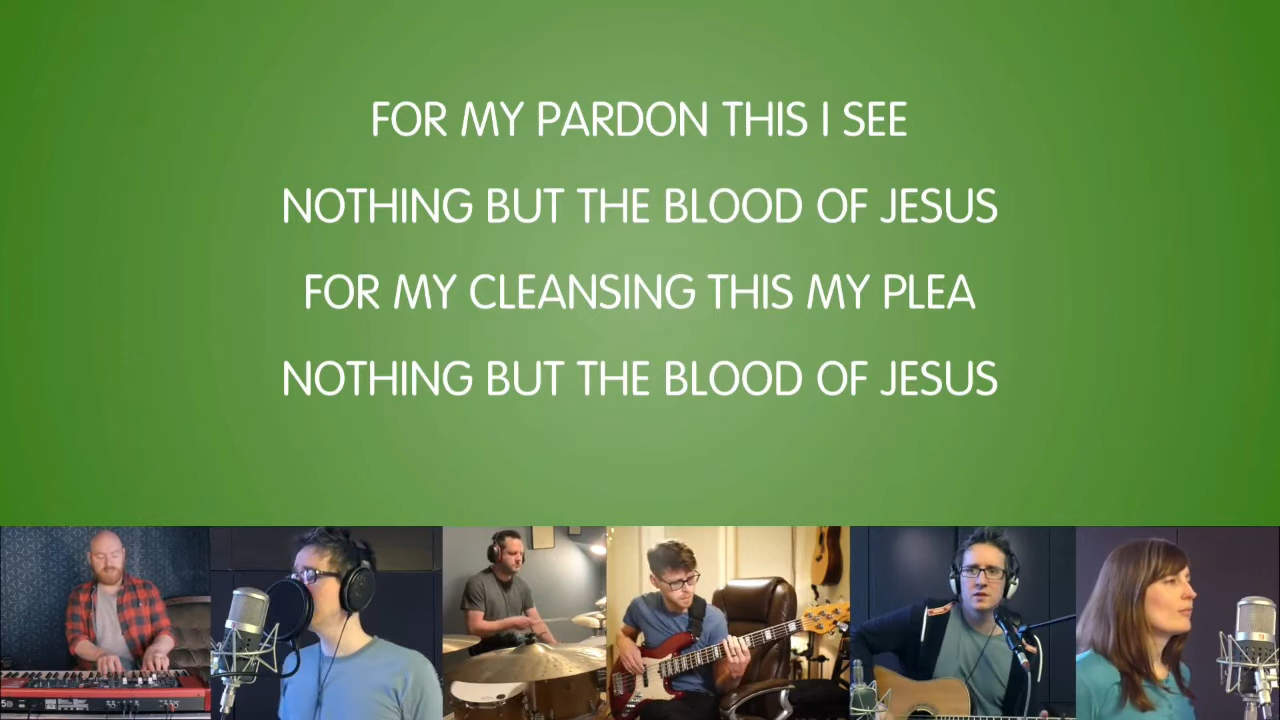 FOR MY PARDON THIS I SEE
NOTHING BUT THE BLOOD OF JESUS
FOR MY CLEANSING THIS MY PLEA
NOTHING BUT THE BLOOD OF JESUS